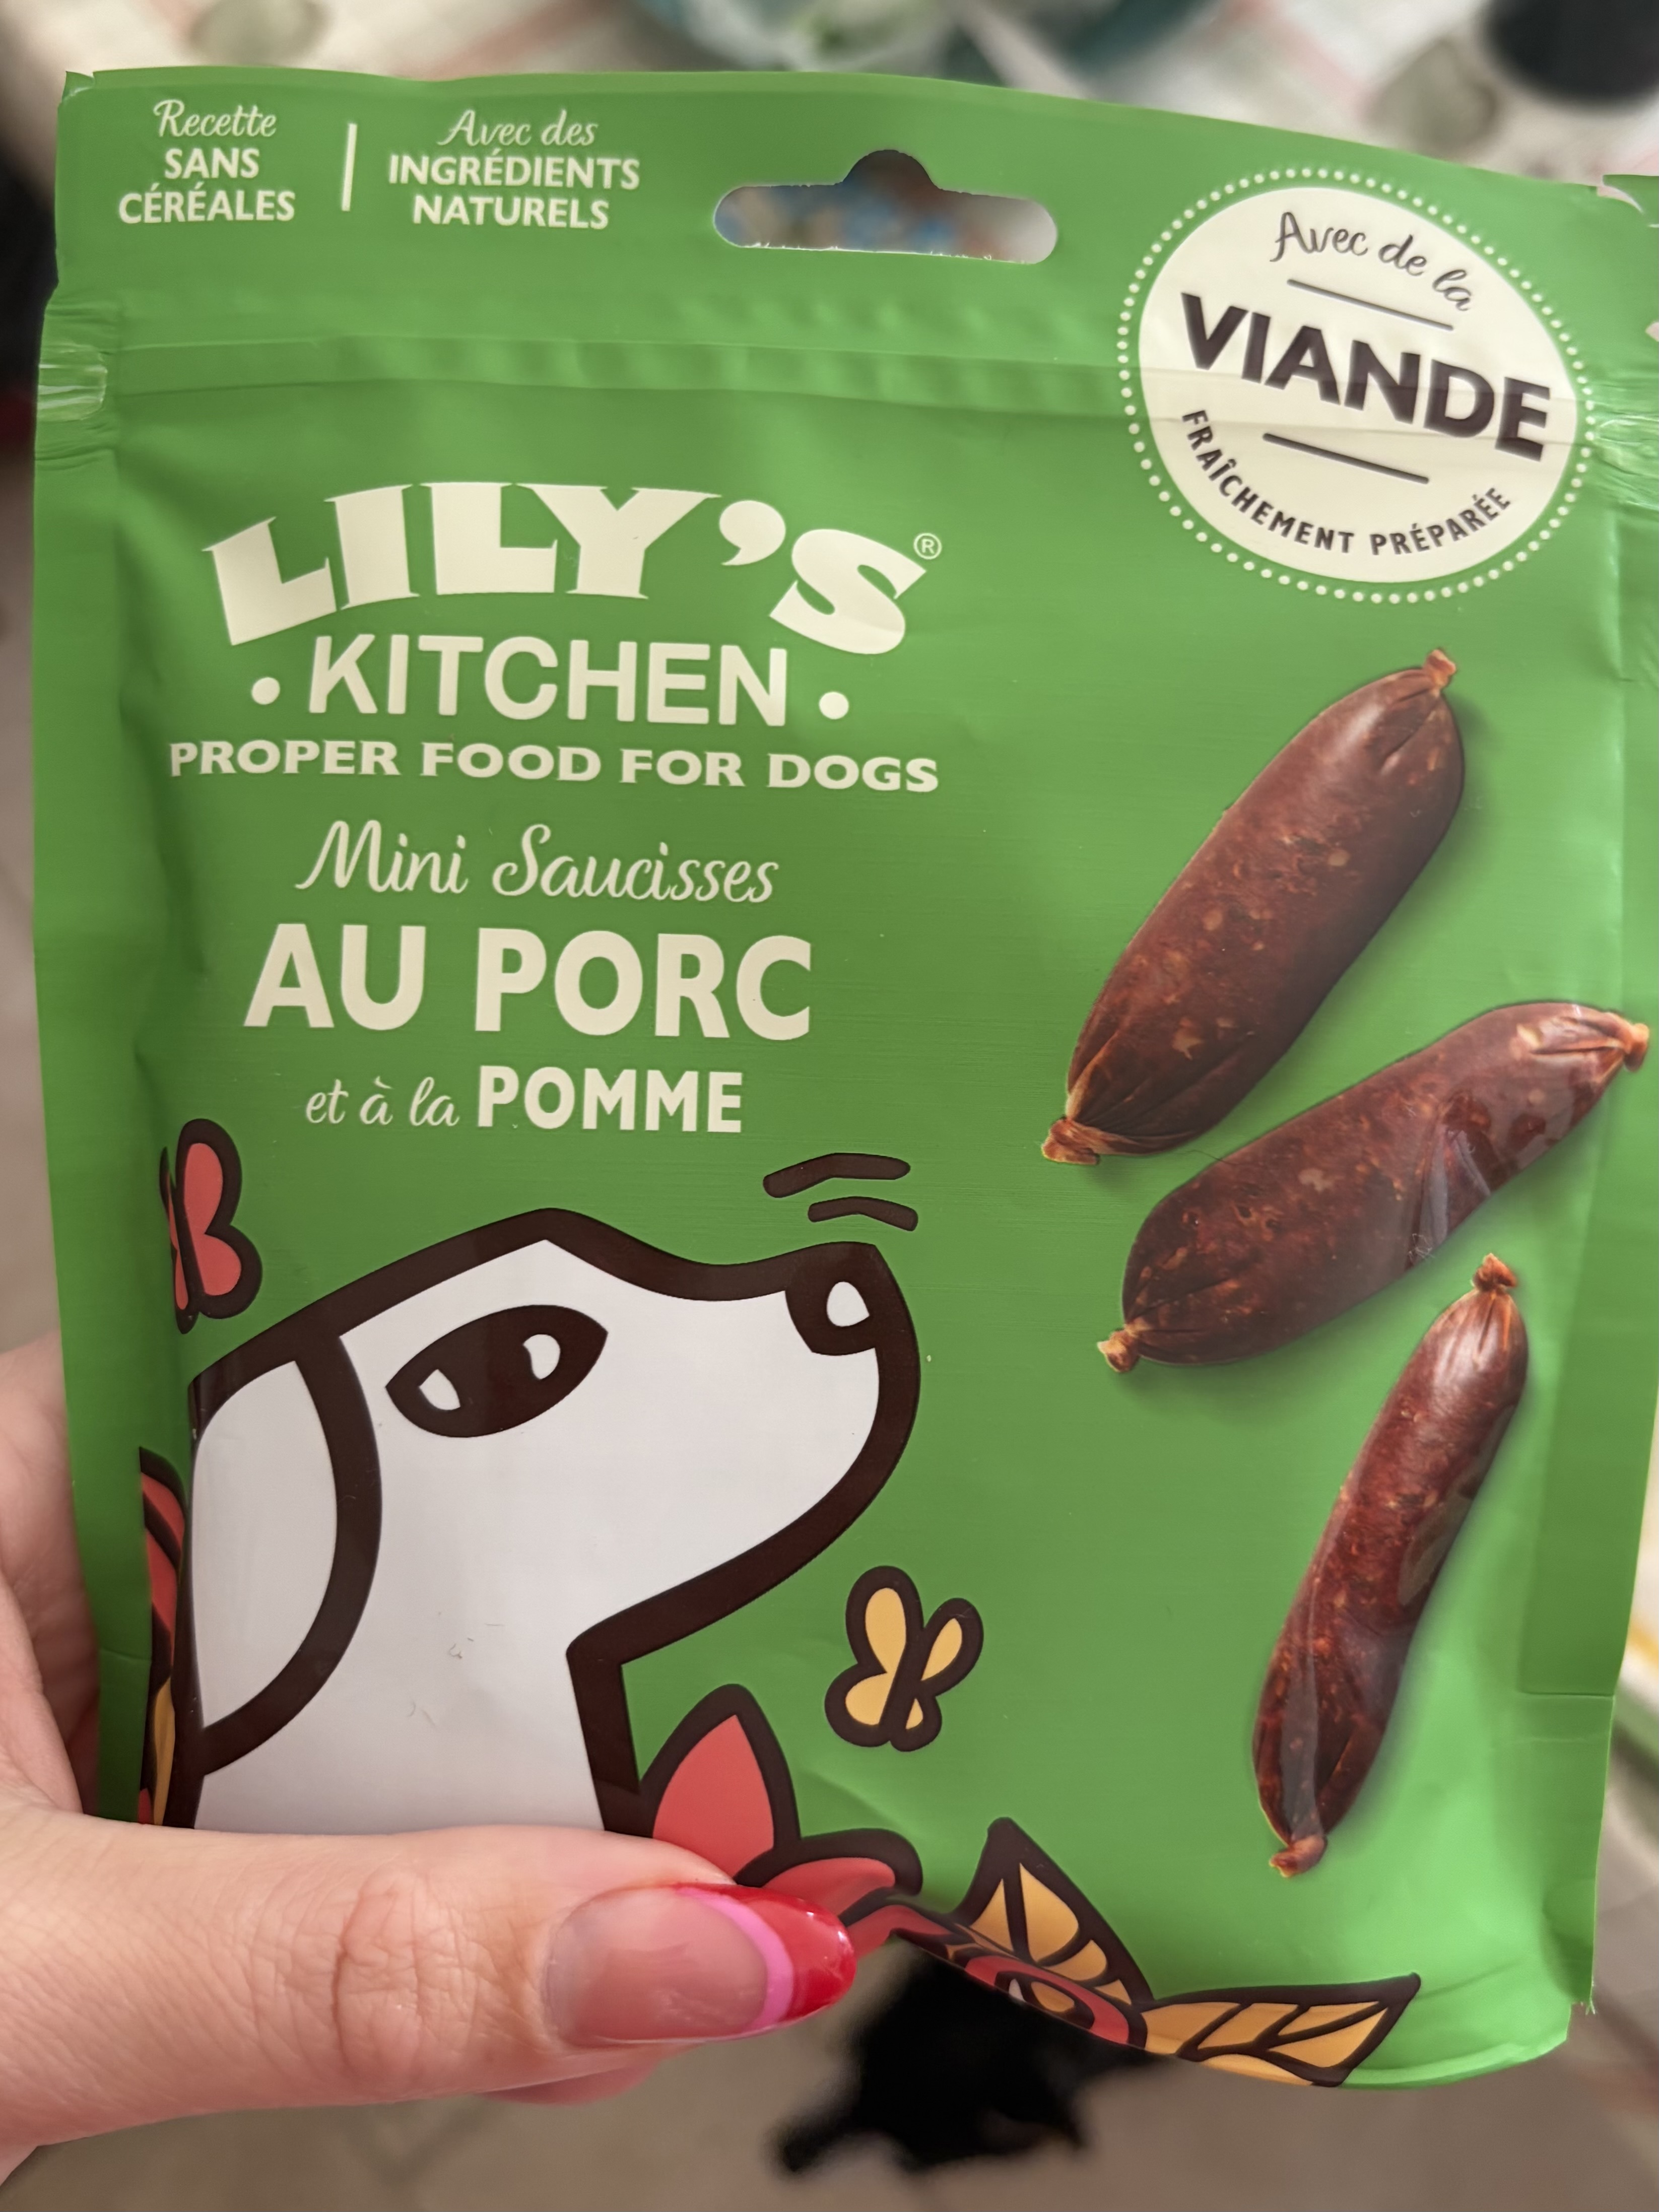 Recette
SANS
CÉRÉALES
Avec des
INGRÉDIENTS
NATURELS
Avec de la
VIANDE
FRAÎCHEMENT PRÉPARÉE
LILY'S®
• KITCHEN •
PROPER FOOD FOR DOGS
Mini Saucisses
AU PORC
et à la POMME